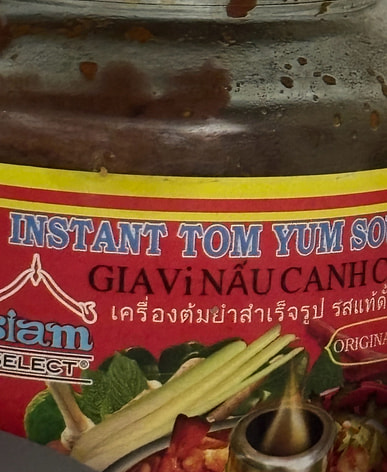 INSTANT TOM YUM SOU
GIA Vị NẤU CANH C
เครื่องต้มยำสำเร็จรูป รสแท้ดั้
siam
SELECT®
ORIGINA